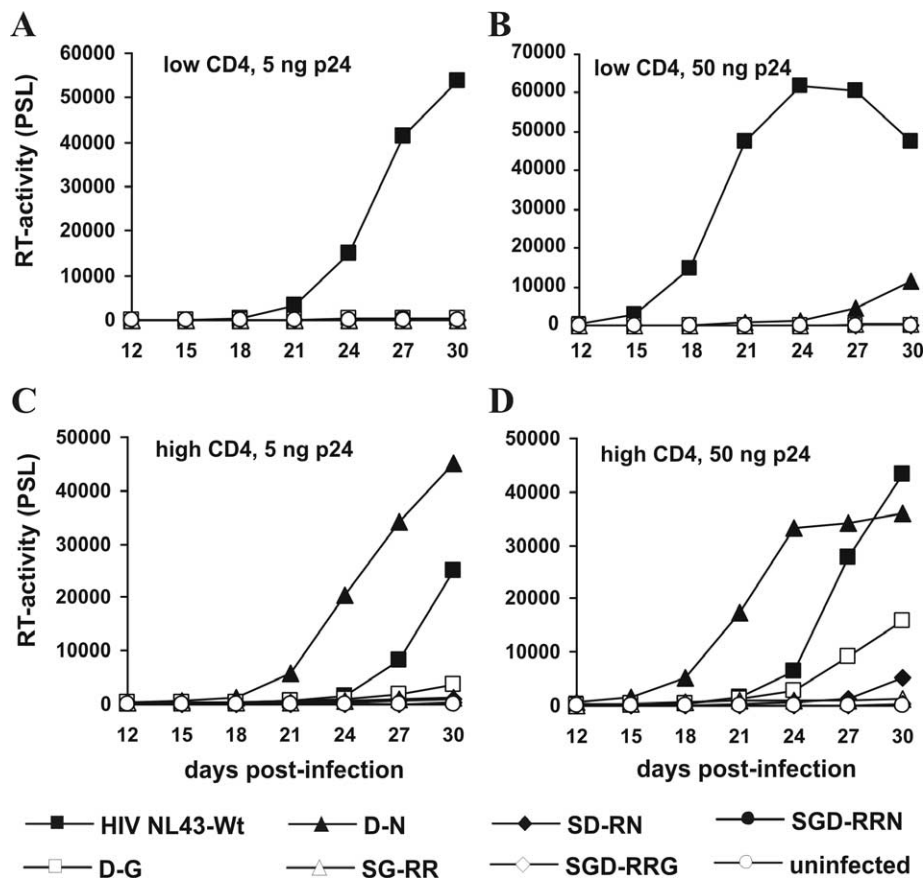 A
B
low CD4, 5 ng p24
low CD4, 50 ng p24
RT-activity (PSL)
60000
50000
40000
30000
20000
10000
0
12 15 18 21 24 27 30
70000
60000
50000
40000
30000
20000
10000
0
12 15 18 21 24 27 30
C
D
high CD4, 5 ng p24
high CD4, 50 ng p24
RT-activity (PSL)
50000
40000
30000
20000
10000
0
12 15 18 21 24 27 30
50000
40000
30000
20000
10000
0
12 15 18 21 24 27 30
days post-infection
days post-infection
HIV NL43-Wt D-N SD-RN SGD-RRN
D-G SG-RR SGD-RRG uninfected